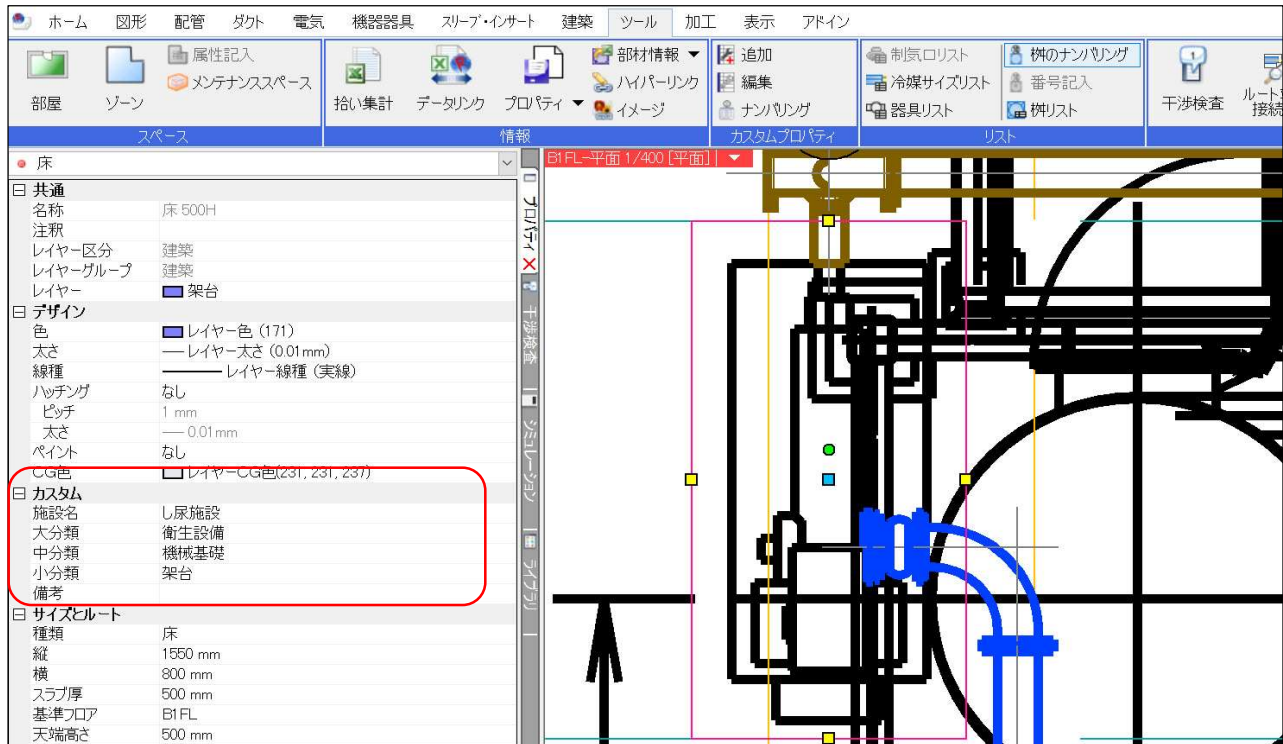 ホーム 図形 配管 ダクト 電気 機器器具 スリーブ・インサート 建築 ツール 加工 表示 アドイン
部屋 ゾーン 属性記入 メンテナンススペース
スペース
拾い集計 データリンク プロパティ 部材情報 ハイパーリンク イメージ
情報
追加 編集 ナンバリング
カスタムプロパティ
制気口リスト 冷媒サイズリスト 器具リスト 桝のナンバリング 番号記入 桝リスト
リスト
干渉検査
床
共通
名称 床 500H
注釈
レイヤー区分 建築
レイヤーグループ 建築
レイヤー 架台
デザイン
色 レイヤー色 (171)
太さ レイヤー太さ (0.01mm)
線種 レイヤー線種 (実線)
ハッチング なし
ピッチ 1 mm
太さ 0.01mm
ペイント なし
CG色 レイヤーCG色(231, 231, 237)
カスタム
施設名 し尿施設
大分類 衛生設備
中分類 機械基礎
小分類 架台
備考
サイズとルート
種類 床
縦 1550 mm
横 800 mm
スラブ厚 500 mm
基準フロア B1FL
天端高さ 500 mm
プロパティ
干渉検査
シミュレーション
ライブラリ
B1FL-平面 1/400 [平面]